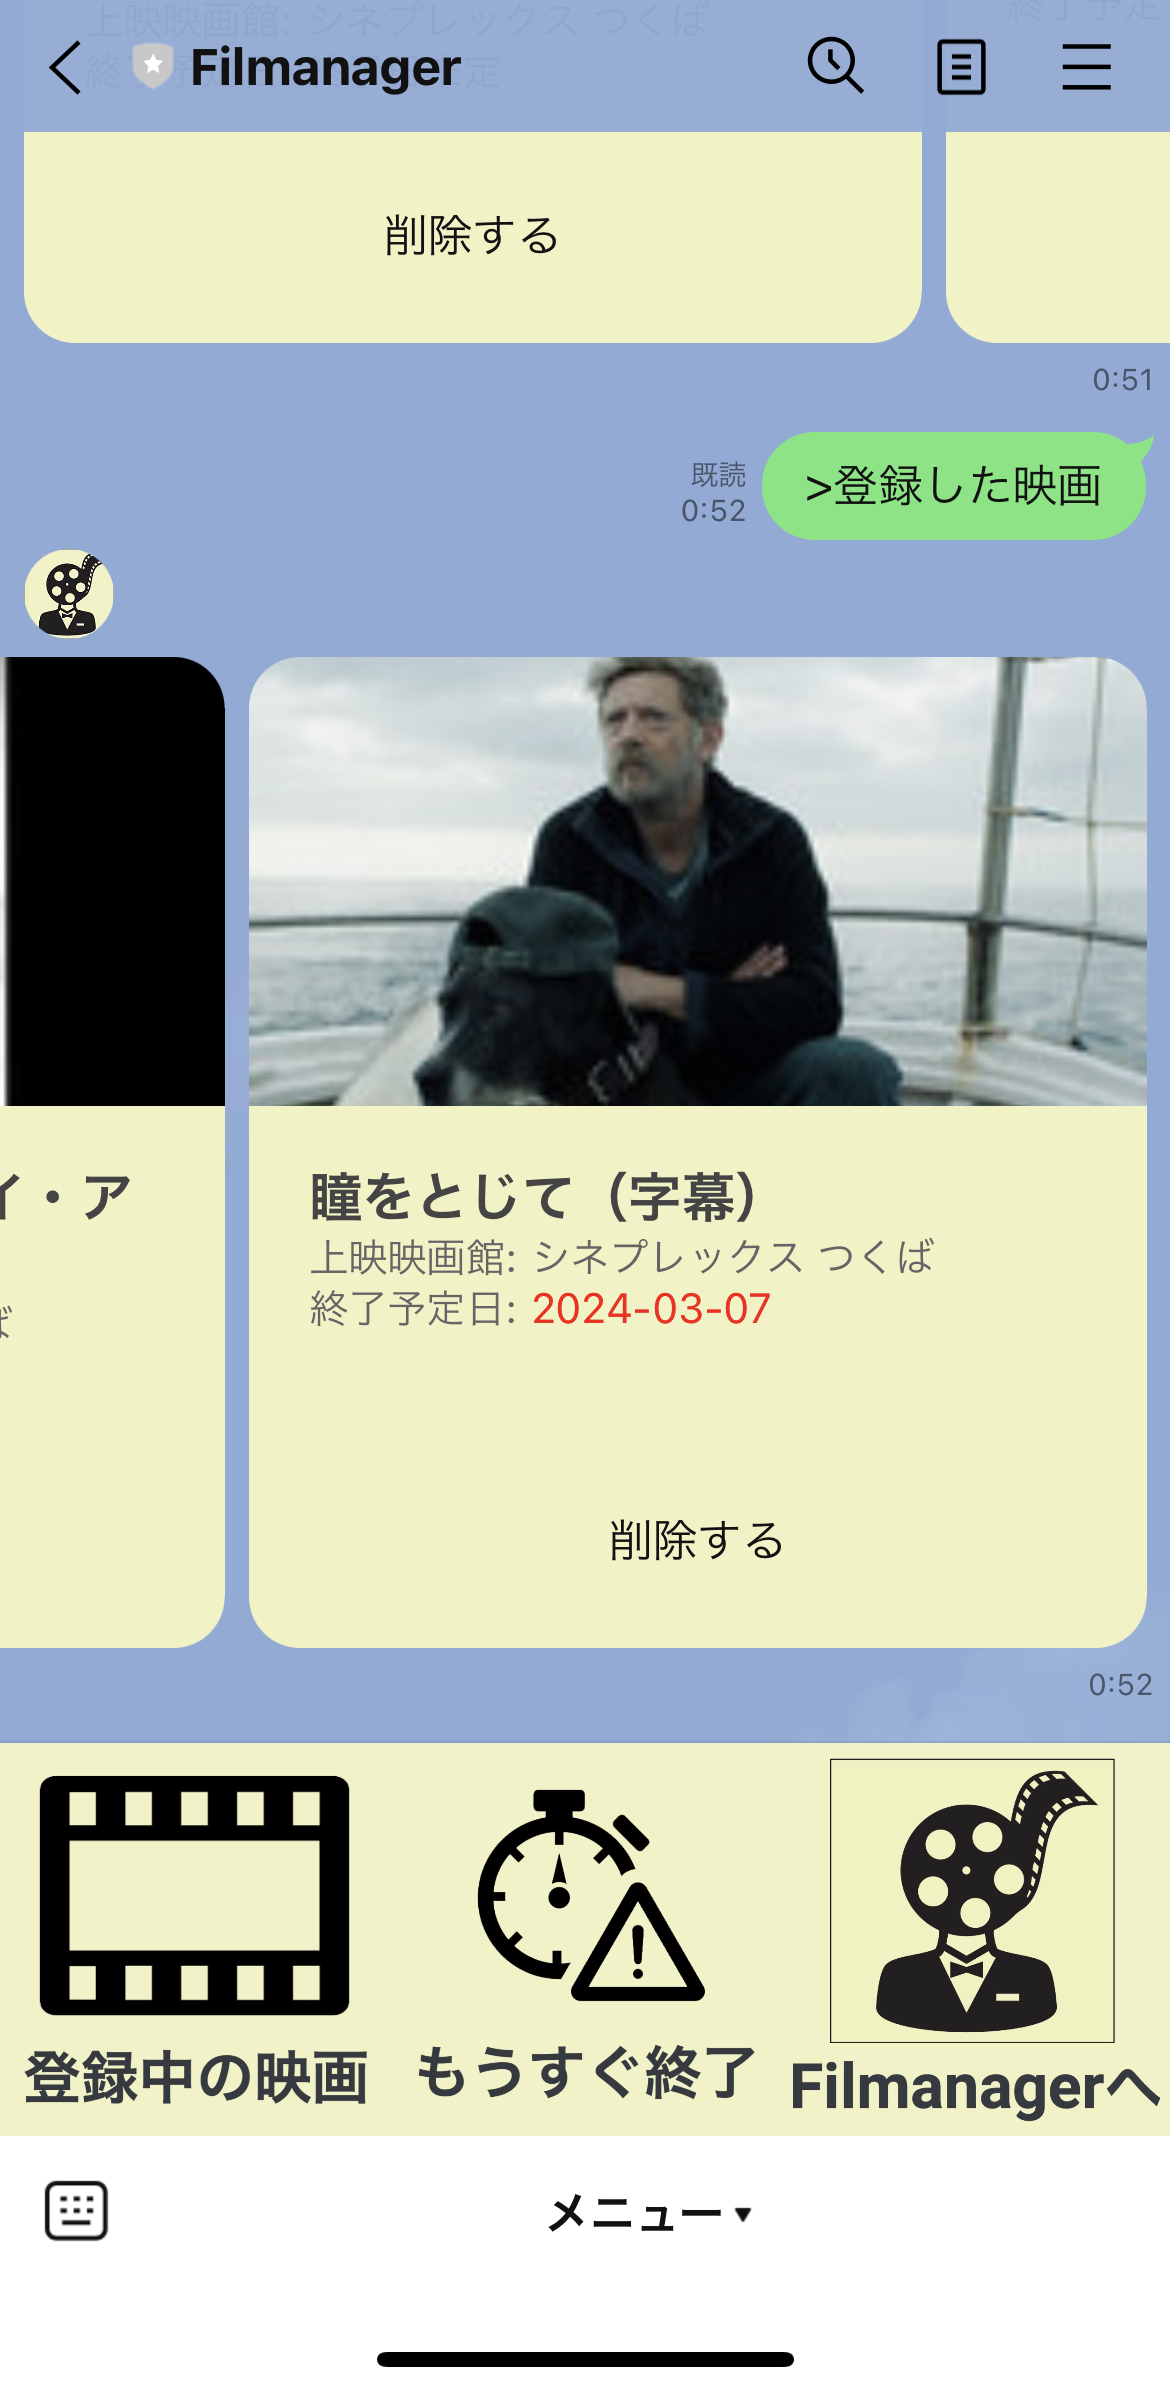 上映映画館: シネプレックス つくば
終了予定
Filmanager
削除する
0:51
>登録した映画
既読
0:52
イ・ア
ば
瞳をとじて（字幕）
上映映画館: シネプレックス つくば
終了予定日: 2024-03-07
削除する
0:52
登録中の映画
もうすぐ終了
Filmanagerへ
メニュー